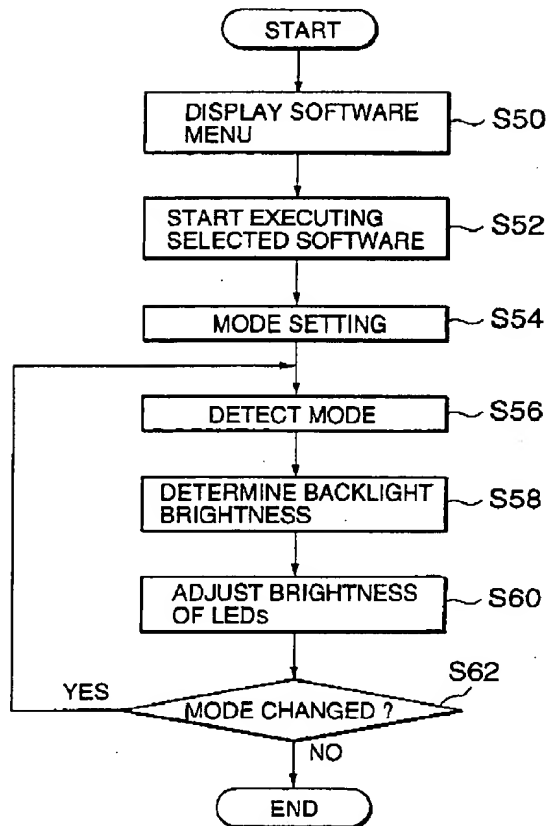 START
DISPLAY SOFTWARE
MENU
S50
START EXECUTING
SELECTED SOFTWARE
S52
MODE SETTING
S54
DETECT MODE
S56
DETERMINE BACKLIGHT
BRIGHTNESS
S58
ADJUST BRIGHTNESS
OF LEDs
S60
S62
YES
MODE CHANGED ?
NO
END